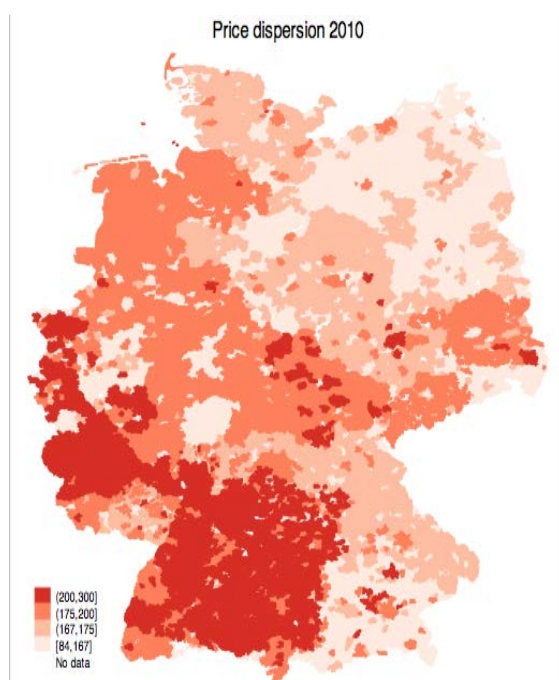 Price dispersion 2010
(200,300]
(175,200]
(167,175]
[84,167]
No data